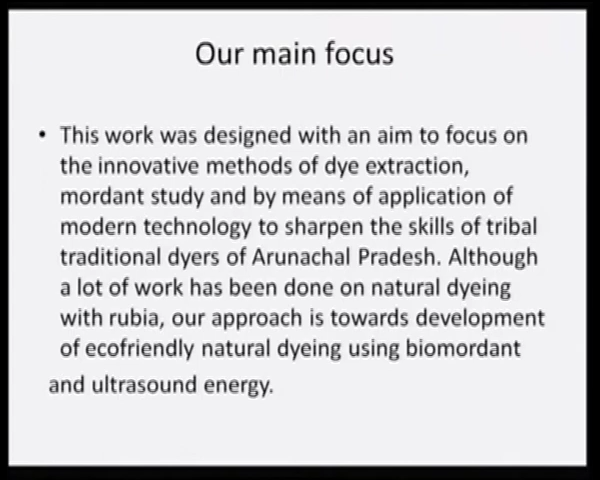 Our main focus
• This work was designed with an aim to focus on
the innovative methods of dye extraction,
mordant study and by means of application of
modern technology to sharpen the skills of tribal
traditional dyers of Arunachal Pradesh. Although
a lot of work has been done on natural dyeing
with rubia, our approach is towards development
of ecofriendly natural dyeing using biomordant
and ultrasound energy.